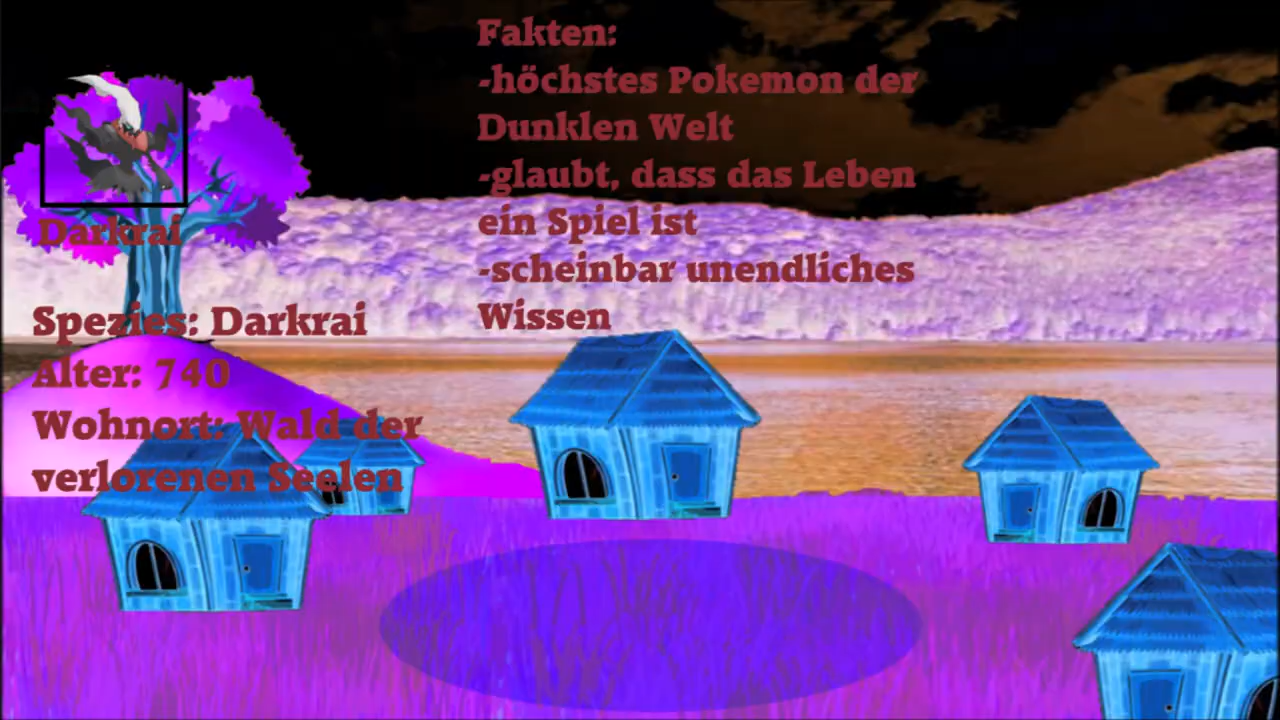 Fakten:
-höchstes Pokemon der
Dunklen Welt
-glaubt, dass das Leben
ein Spiel ist
-scheinbar unendliches
Wissen
Darkrai
Spezies: Darkrai
Alter: 740
Wohnort: Wald der
verlorenen Seelen